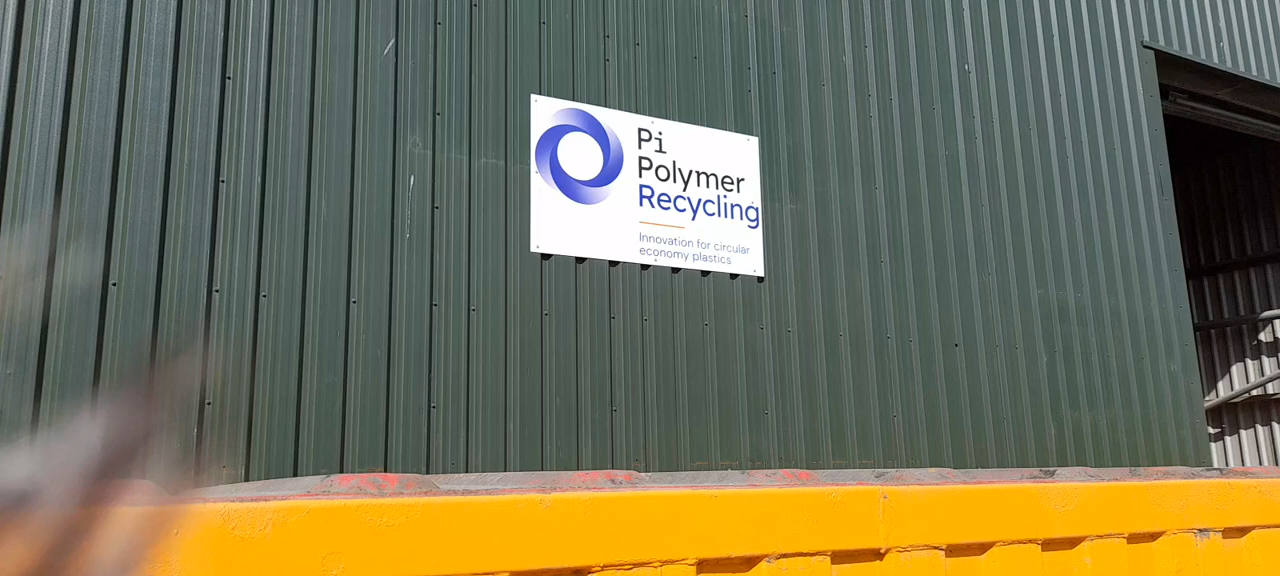 Pi
Polymer
Recycling
Innovation for circular
economy plastics